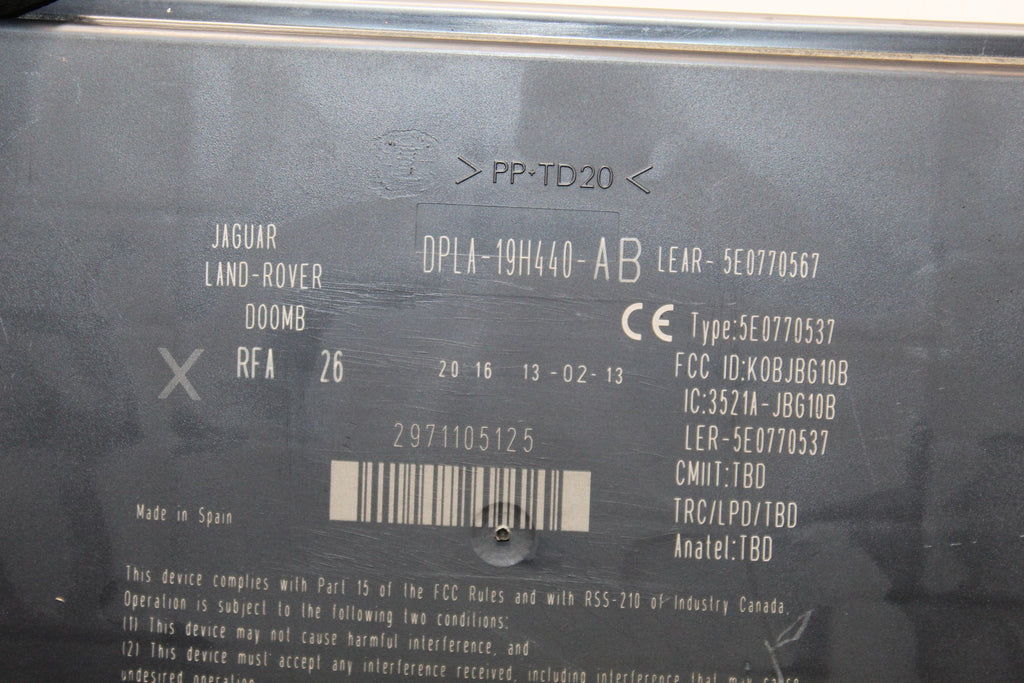 >PP-TD20<
JAGUAR
LAND-ROVER
DOOMB
DPLA-19H440-AB
LEAR-5E0770567
X RFA 26
20 16 13-02-13
CE Type:5E0770537
FCC ID:KOBJBG10B
IC:3521A-JBG10B
LER-5E0770537
CMIIT:TBD
TRC/LPD/TBD
Anatel:TBD
2971105125
Made in Spain
This device complies with Part 15 of the FCC Rules and with RSS-210 of Industry Canada.
Operation is subject to the following two conditions:
(1) This device may not cause harmful interference, and
(2) This device must accept any interference received, including interference that may cause
undesired operation.